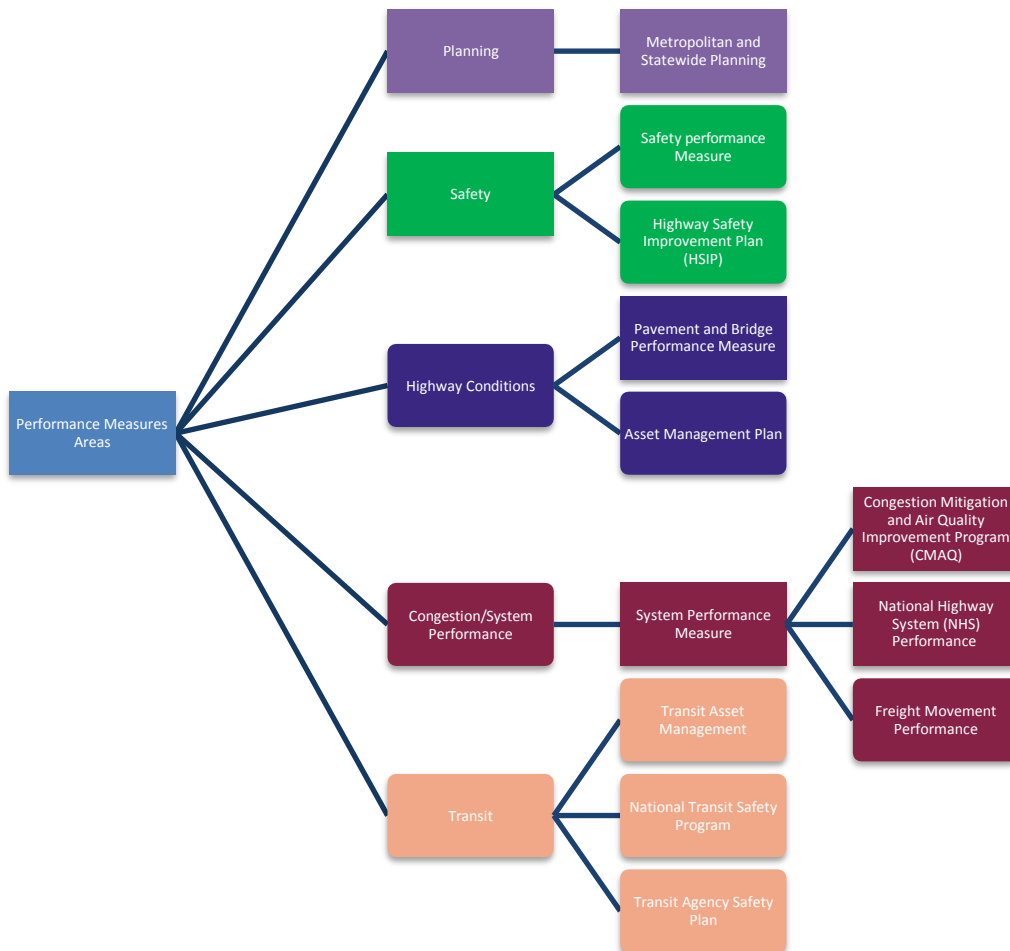 Planning
Metropolitan and
Statewide Planning
Safety
Safety performance
Measure
Highway Safety
Improvement Plan
(HSIP)
Performance Measures
Areas
Highway Conditions
Pavement and Bridge
Performance Measure
Asset Management Plan
Congestion/System
Performance
System Performance
Measure
Congestion Mitigation
and Air Quality
Improvement Program
(CMAQ)
National Highway
System (NHS)
Performance
Freight Movement
Performance
Transit
Transit Asset
Management
National Transit Safety
Program
Transit Agency Safety
Plan